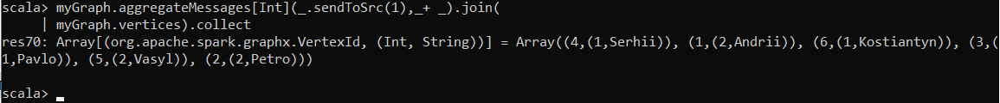 scala> myGraph.aggregateMessages[Int](_.sendToSrc(1),_+ _).join(
     | myGraph.vertices).collect
res70: Array[(org.apache.spark.graphx.VertexId, (Int, String))] = Array((4,(1,Serhii)), (1,(2,Andrii)), (6,(1,Kostiantyn)), (3,(
1,Pavlo)), (5,(2,Vasyl)), (2,(2,Petro)))
scala>